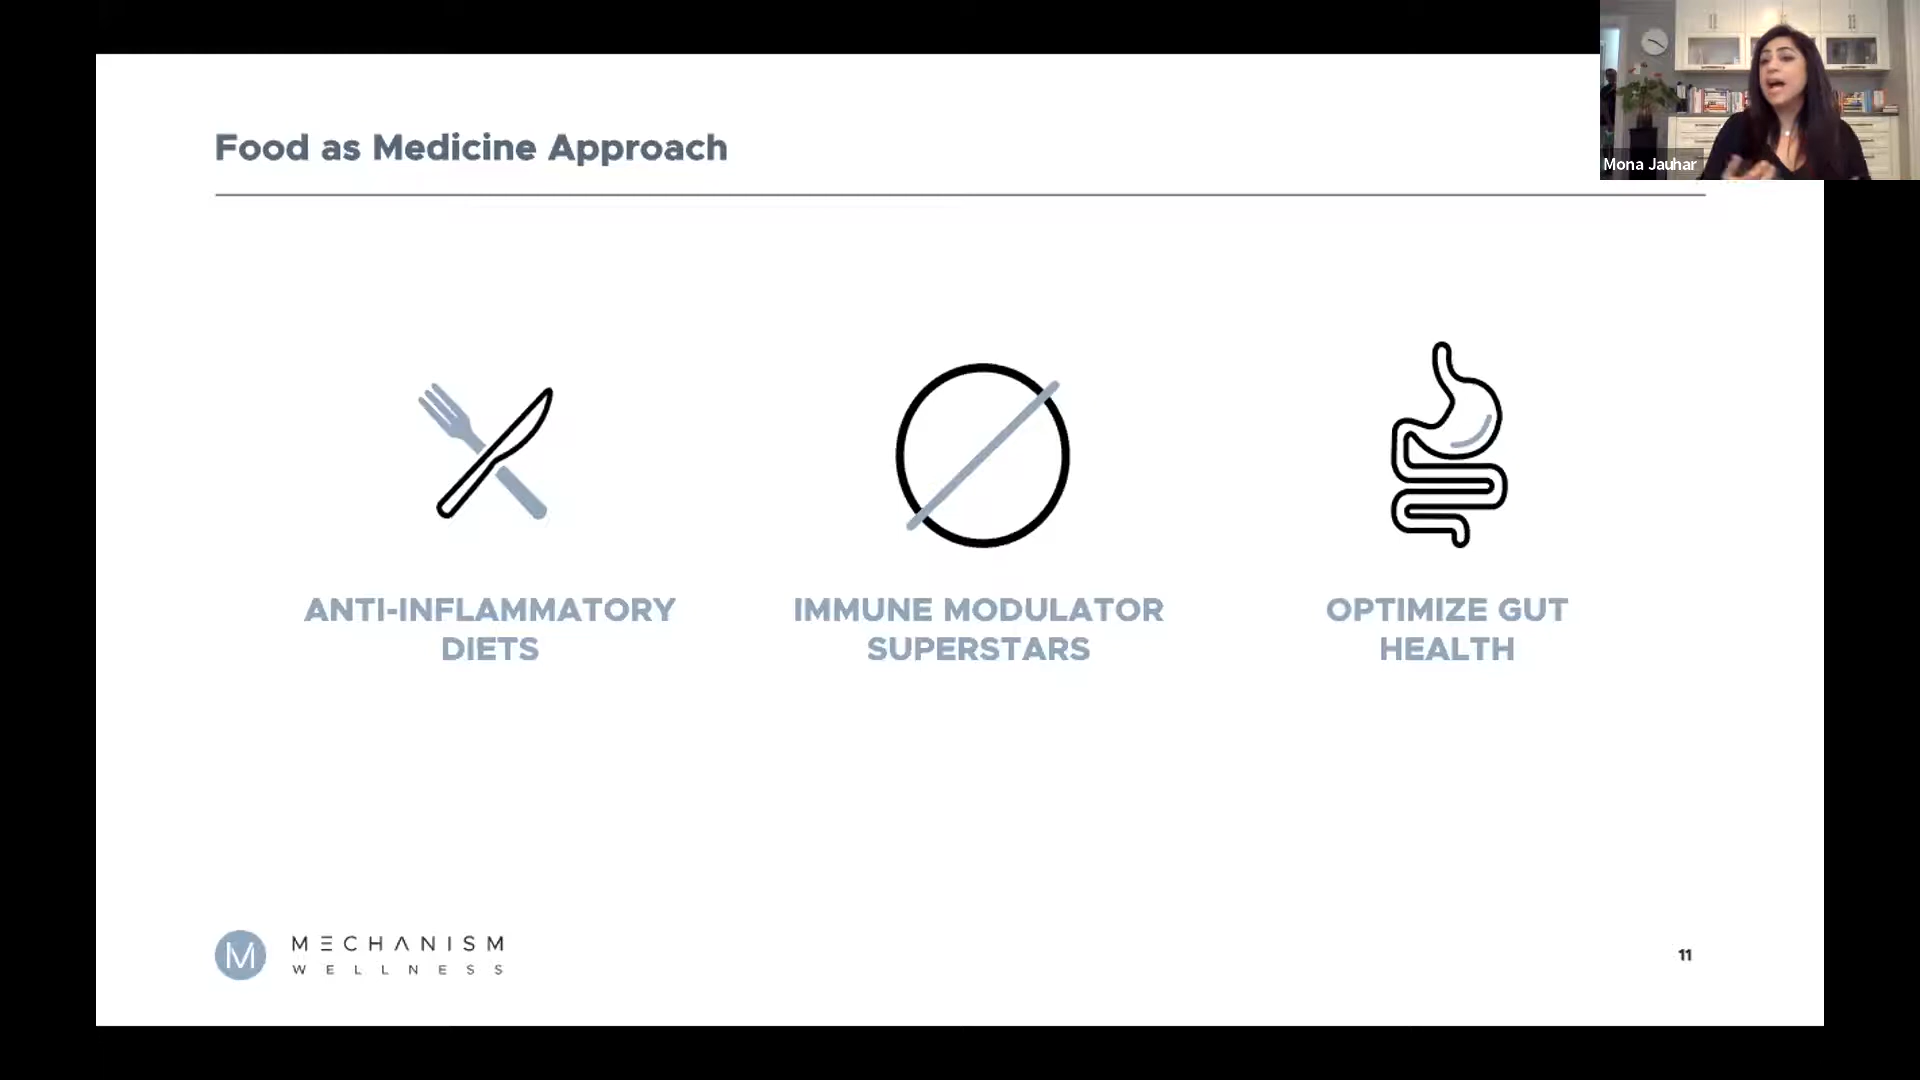 Food as Medicine Approach
Mona Jauhar
ANTI-INFLAMMATORY
DIETS
IMMUNE MODULATOR
SUPERSTARS
OPTIMIZE GUT
HEALTH
M
MECHANISM
WELLNESS
11